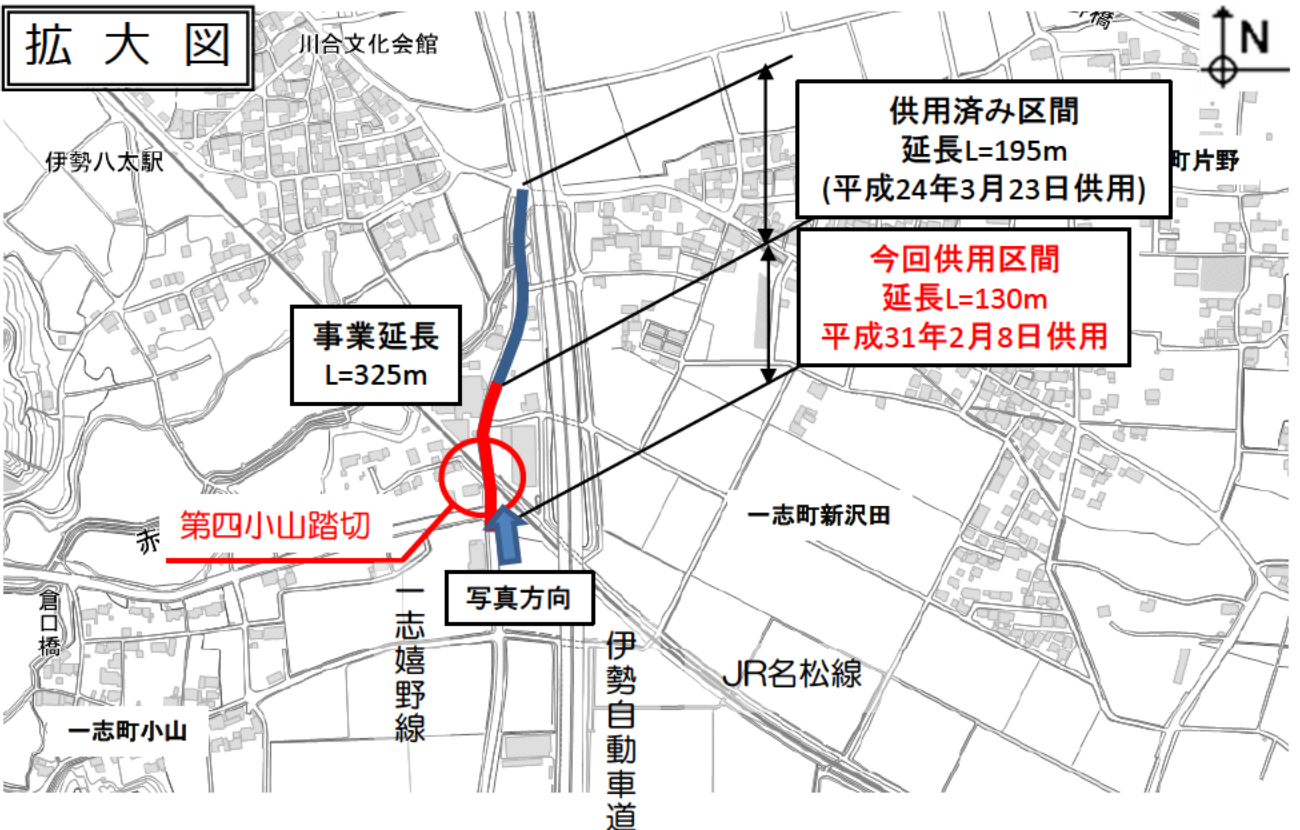 拡大図
川合文化会館
橋
N
伊勢八太駅
供用済み区間
延長L=195m
(平成24年3月23日供用)
町片野
今回供用区間
延長L=130m
平成31年2月8日供用
事業延長
L=325m
第四小山踏切
赤
一志町新沢田
写真方向
倉口橋
一志嬉野線
伊勢自動車道
JR名松線
一志町小山